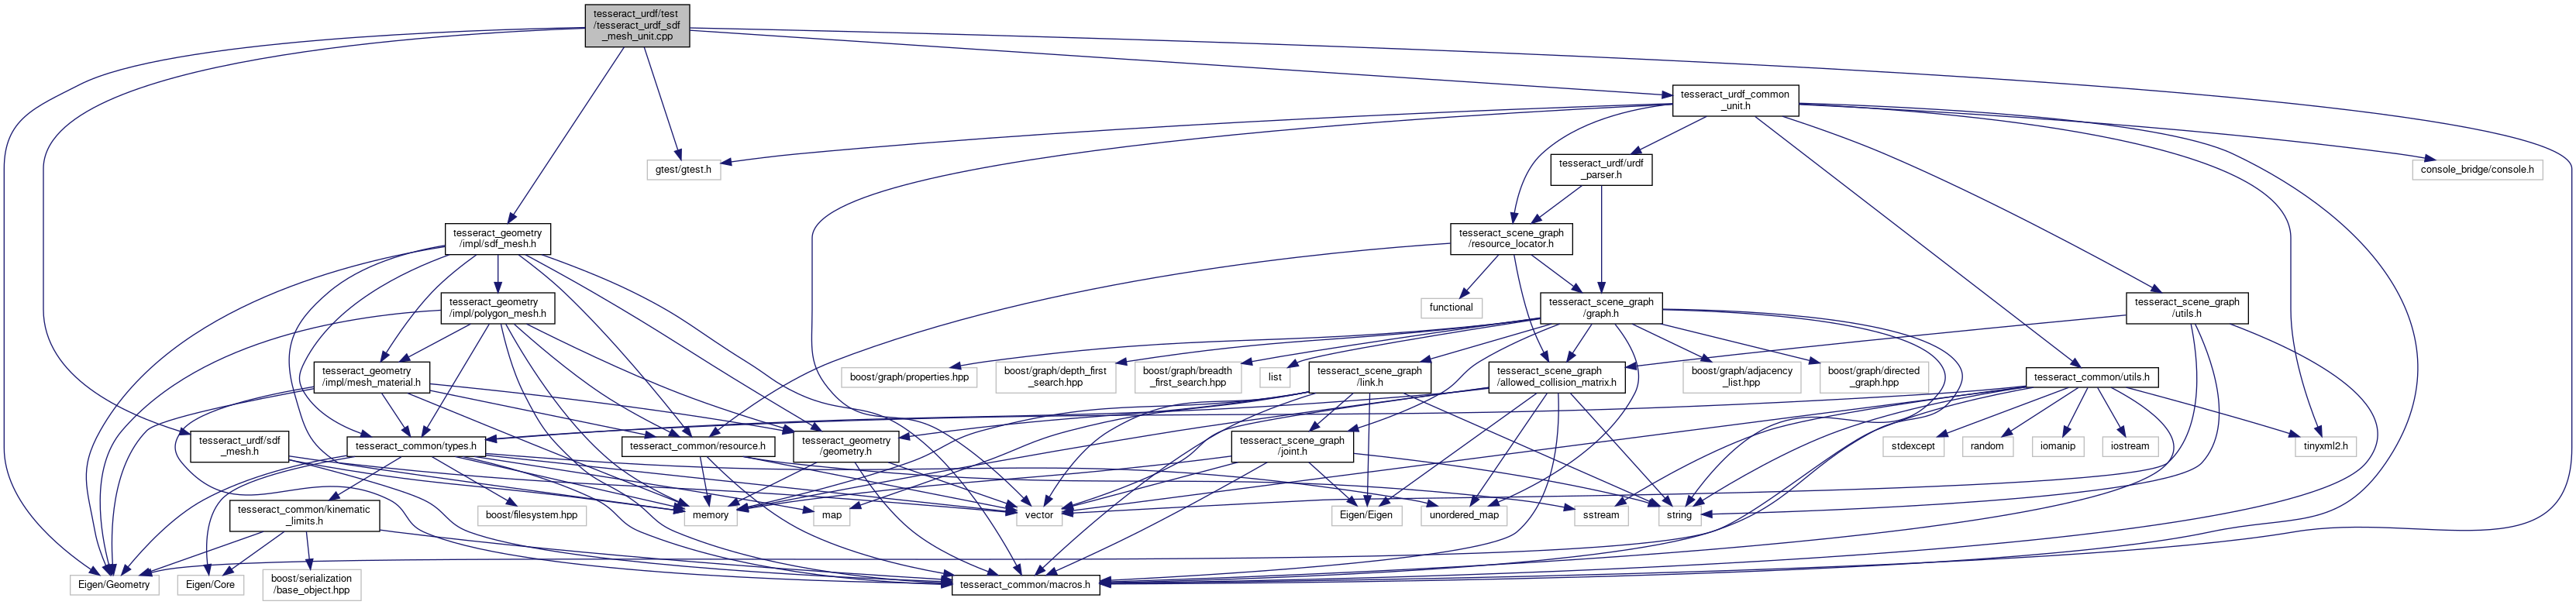 tesseract_urdf/test
/tesseract_urdf_sdf
_mesh_unit.cpp
tesseract_urdf_common
_unit.h
gtest/gtest.h
tesseract_urdf/urdf
_parser.h
console_bridge/console.h
tesseract_geometry
/impl/sdf_mesh.h
tesseract_scene_graph
/resource_locator.h
tesseract_geometry
/impl/polygon_mesh.h
functional
tesseract_scene_graph
/graph.h
tesseract_scene_graph
/utils.h
tesseract_geometry
/impl/mesh_material.h
boost/graph/properties.hpp
boost/graph/depth_first
_search.hpp
boost/graph/breadth
_first_search.hpp
list
tesseract_scene_graph
/link.h
tesseract_scene_graph
/allowed_collision_matrix.h
boost/graph/adjacency
_list.hpp
boost/graph/directed
_graph.hpp
tesseract_common/utils.h
tesseract_urdf/sdf
_mesh.h
tesseract_common/types.h
tesseract_common/resource.h
tesseract_geometry
/geometry.h
tesseract_scene_graph
/joint.h
stdexcept
random
iomanip
iostream
tinyxml2.h
tesseract_common/kinematic
_limits.h
boost/filesystem.hpp
memory
map
vector
Eigen/Eigen
unordered_map
sstream
string
Eigen/Geometry
Eigen/Core
boost/serialization
/base_object.hpp
tesseract_common/macros.h